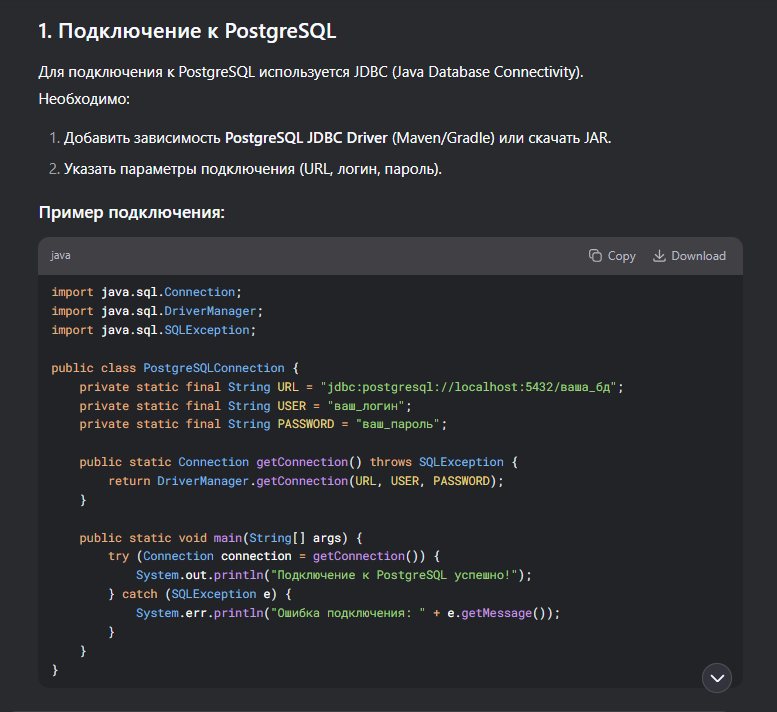 1. Подключение к PostgreSQL
Для подключения к PostgreSQL используется JDBC (Java Database Connectivity).
Необходимо:
1. Добавить зависимость PostgreSQL JDBC Driver (Maven/Gradle) или скачать JAR.
2. Указать параметры подключения (URL, логин, пароль).
Пример подключения:
java
Copy
Download
import java.sql.Connection;
import java.sql.DriverManager;
import java.sql.SQLException;

public class PostgreSQLConnection {
    private static final String URL = "jdbc:postgresql://localhost:5432/ваша_бд";
    private static final String USER = "ваш_логин";
    private static final String PASSWORD = "ваш_пароль";

    public static Connection getConnection() throws SQLException {
        return DriverManager.getConnection(URL, USER, PASSWORD);
    }

    public static void main(String[] args) {
        try (Connection connection = getConnection()) {
            System.out.println("Подключение к PostgreSQL успешно!");
        } catch (SQLException e) {
            System.err.println("Ошибка подключения: " + e.getMessage());
        }
    }
}